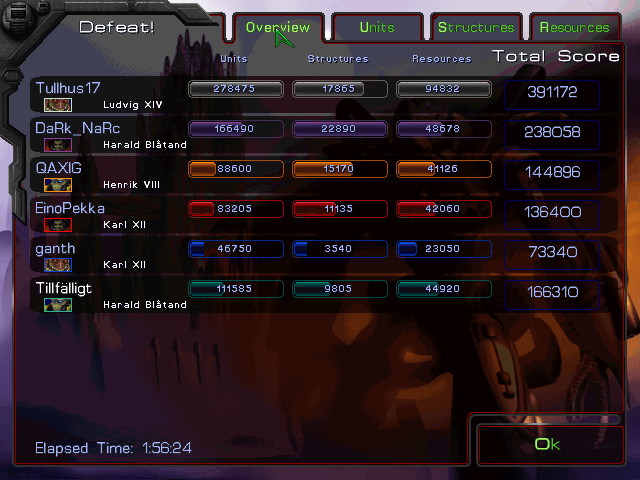 Defeat!
Overview
Units
Structures
Resources
Units Structures Resources Total Score
Tullhus17 278475 17865 94832 391172
Ludvig XIV
DaRk_NaRc 166490 22890 48678 238058
Harald Blåtand
QAXIG 88600 15170 41126 144896
Henrik VIII
EinoPekka 83205 11135 42060 136400
Karl XII
ganth 46750 3540 23050 73340
Karl XII
Tillfälligt 111585 9805 44920 166310
Harald Blåtand
Elapsed Time: 1:56:24
Ok